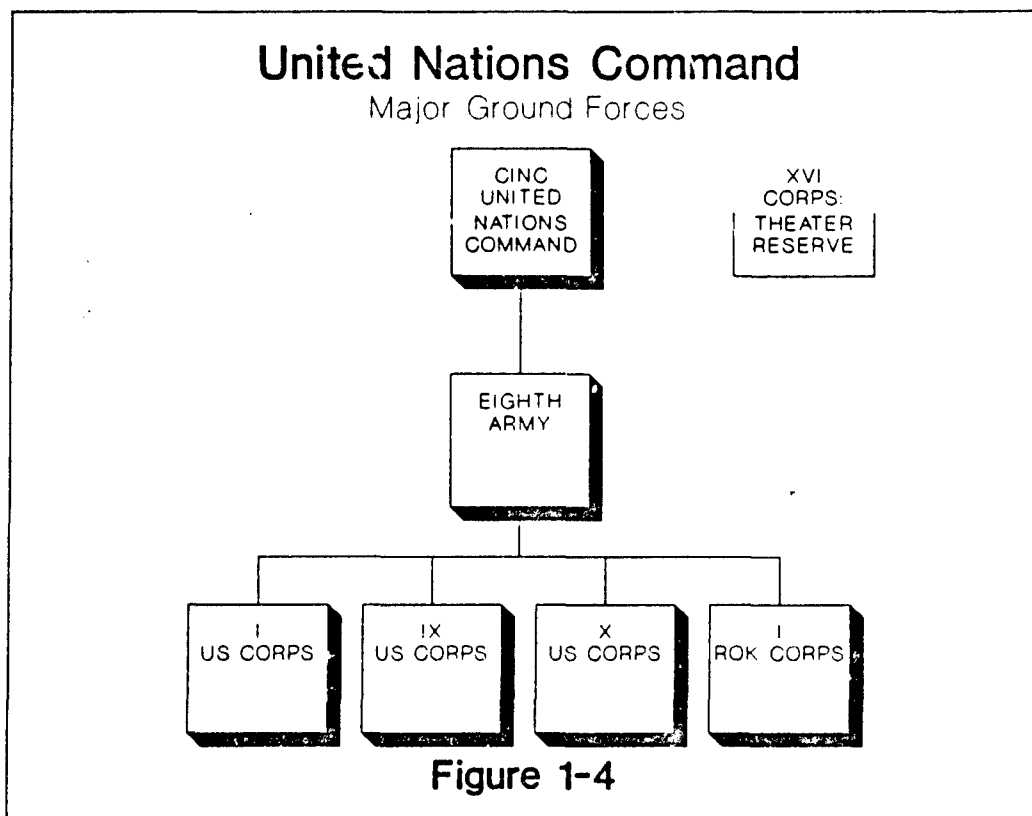 United Nations Command
Major Ground Forces
CINC
UNITED
NATIONS
COMMAND
XVI
CORPS:
THEATER
RESERVE
EIGHTH
ARMY
I
US CORPS
IX
US CORPS
X
US CORPS
I
ROK CORPS
Figure 1-4